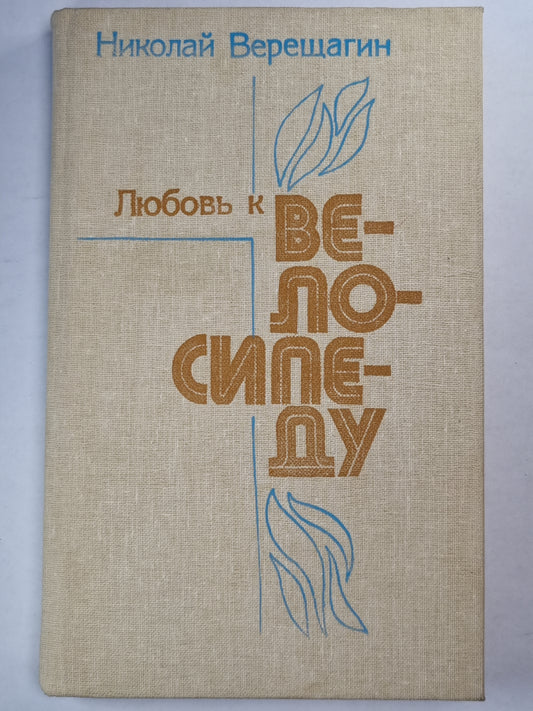 Николай Верещагин
Любовь к
ВЕ-
ЛО-
СИПЕ-
ДУ